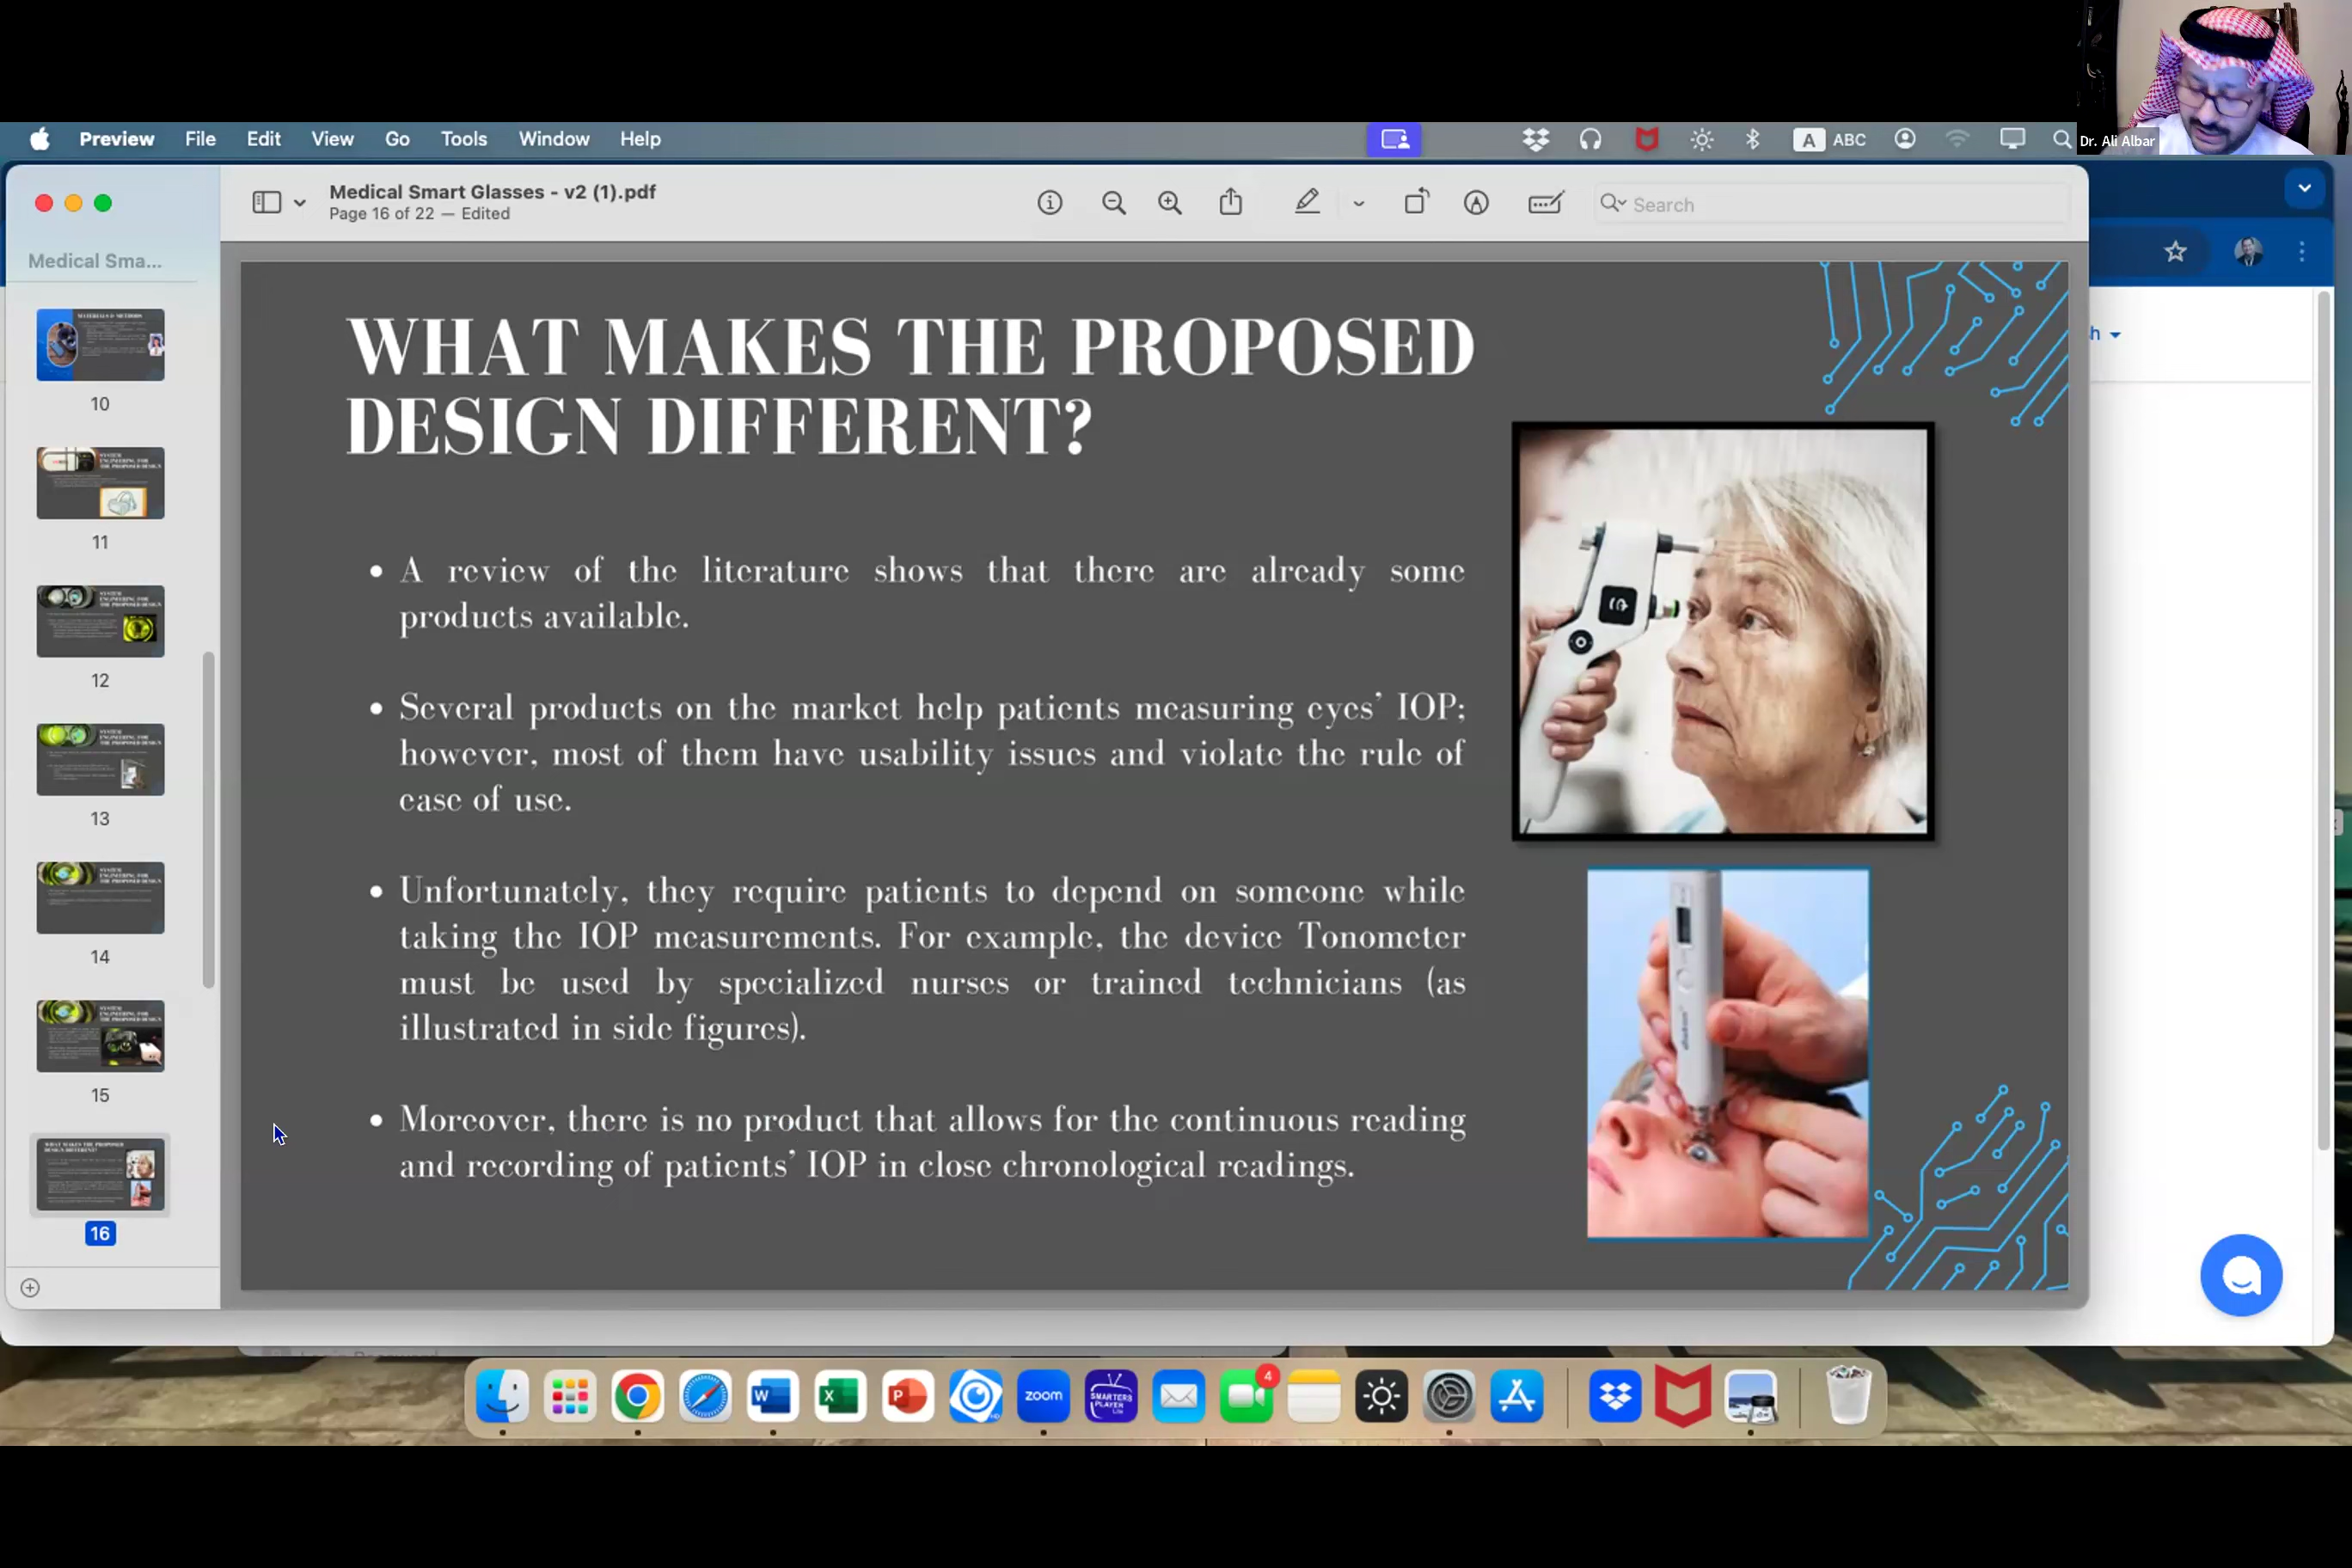 Dr. Ali Albar
Preview File Edit View Go Tools Window Help
A ABC
Medical Smart Glasses - v2 (1).pdf
Page 16 of 22 — Edited
Search
Medical Sma...
h
10
11
12
13
14
15
16
WHAT MAKES THE PROPOSED
DESIGN DIFFERENT?
• A review of the literature shows that there are already some
products available.
• Several products on the market help patients measuring eyes' IOP;
however, most of them have usability issues and violate the rule of
ease of use.
• Unfortunately, they require patients to depend on someone while
taking the IOP measurements. For example, the device Tonometer
must be used by specialized nurses or trained technicians (as
illustrated in side figures).
• Moreover, there is no product that allows for the continuous reading
and recording of patients' IOP in close chronological readings.
W
X
P
zoom
SMARTERS
PLAYER
Lite
4